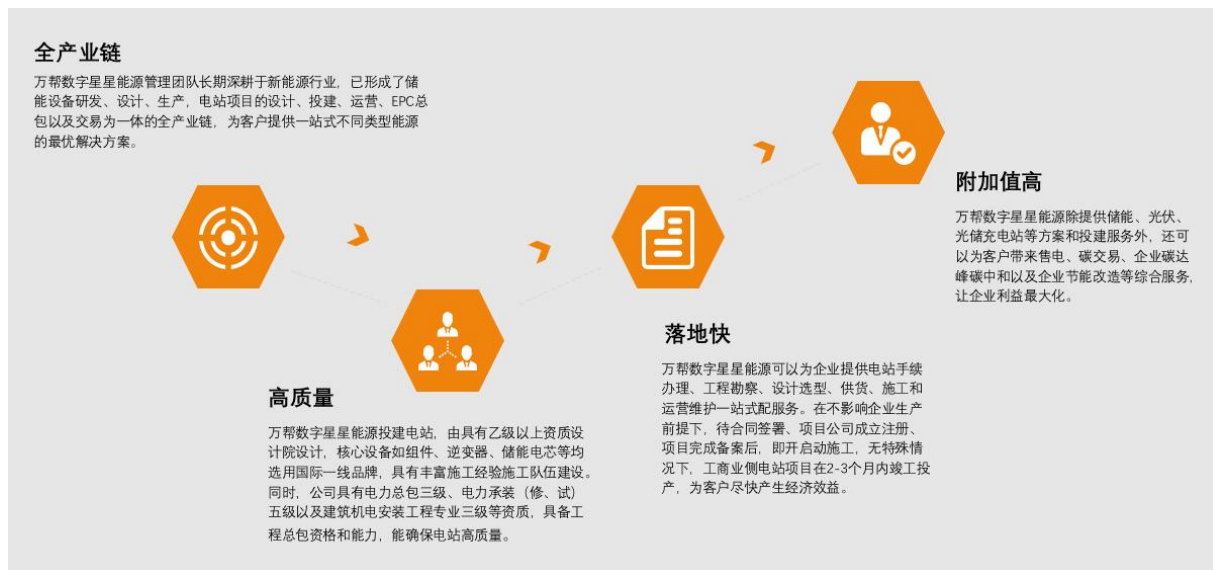 全产业链
万帮数字星星能源管理团队长期深耕于新能源行业，已形成了储
能设备研发、设计、生产，电站项目的设计、投建、运营、EPC总
包以及交易为一体的全产业链，为客户提供一站式不同类型能源
的最优解决方案。
高质量
万帮数字星星能源投建电站，由具有乙级以上资质设
计院设计，核心设备如组件、逆变器、储能电芯等均
选用国际一线品牌，具有丰富施工经验施工队伍建设。
同时，公司具有电力总包三级、电力承装（修、试）
五级以及建筑机电安装工程专业三级等资质，具备工
程总包资格和能力，能确保电站高质量。
落地快
万帮数字星星能源可以为企业提供电站手续
办理、工程勘察、设计选型、供货、施工和
运营维护一站式配服务。在不影响企业生产
前提下，待合同签署、项目公司成立注册、
项目完成备案后，即开启动施工，无特殊情
况下，工商业侧电站项目在2-3个月内竣工投
产，为客户尽快产生经济效益。
附加值高
万帮数字星星能源除提供储能、光伏、
光储充电站等方案和投建服务外，还可
以为客户带来售电、碳交易、企业碳达
峰碳中和以及企业节能改造等综合服务，
让企业利益最大化。